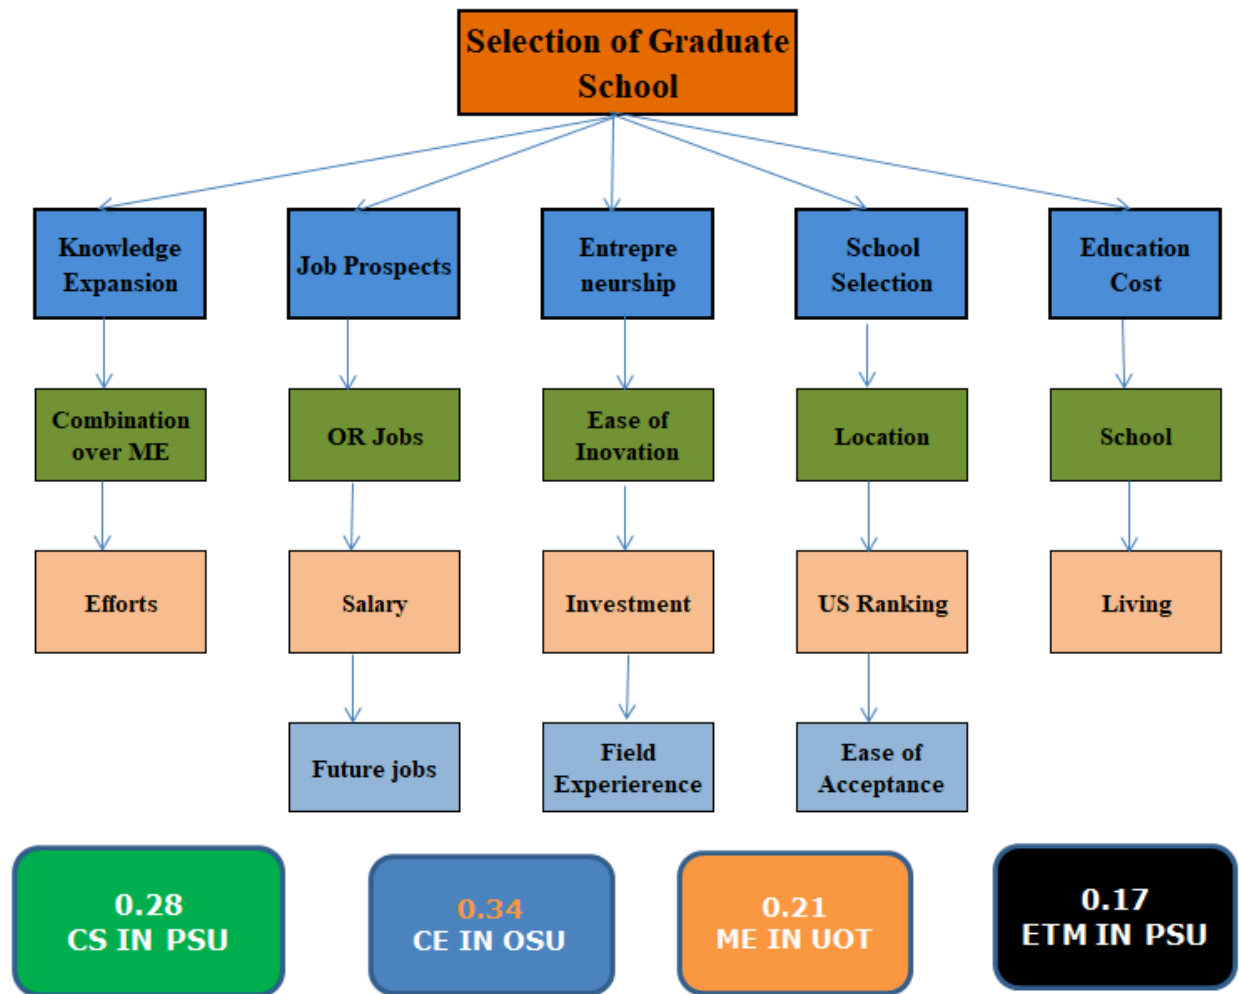 Selection of Graduate
School
Knowledge
Expansion
Job Prospects
Entrepre
neurship
School
Selection
Education
Cost
Combination
over ME
OR Jobs
Ease of
Inovation
Location
School
Efforts
Salary
Investment
US Ranking
Living
Future jobs
Field
Experierence
Ease of
Acceptance
0.28
CS IN PSU
0.34
CE IN OSU
0.21
ME IN UOT
0.17
ETM IN PSU